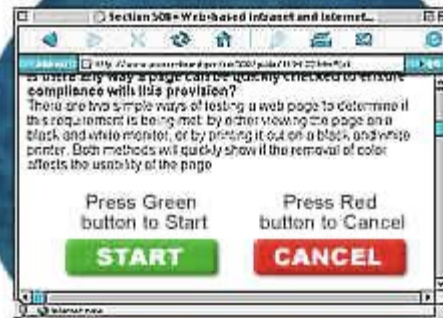 Section 508 - Web-based intranet and internet...
Is there any way a page can be quickly checked to ensure
compliance with this provision?
There are two simple ways of testing a web page to determine if
this requirement is being met: by either viewing the page on a
black and white monitor, or by printing it out on a black and white
printer. Both methods will quickly show if the removal of color
affects the usability of the page
Press Green
button to Start
Press Red
button to Cancel
START
CANCEL
Internet zone